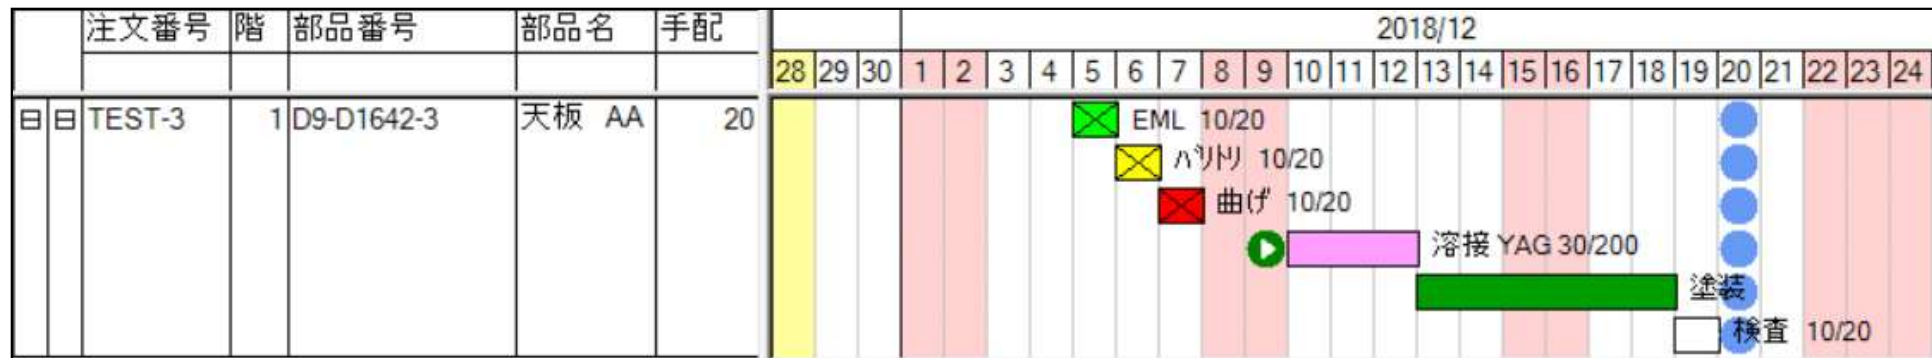 注文番号 階 部品番号 部品名 手配
2018/12
28 29 30 1 2 3 4 5 6 7 8 9 10 11 12 13 14 15 16 17 18 19 20 21 22 23 24
TEST-3 1 D9-D1642-3 天板 AA 20
EML 10/20
バリトリ 10/20
曲げ 10/20
溶接 YAG 30/200
塗装
検査 10/20